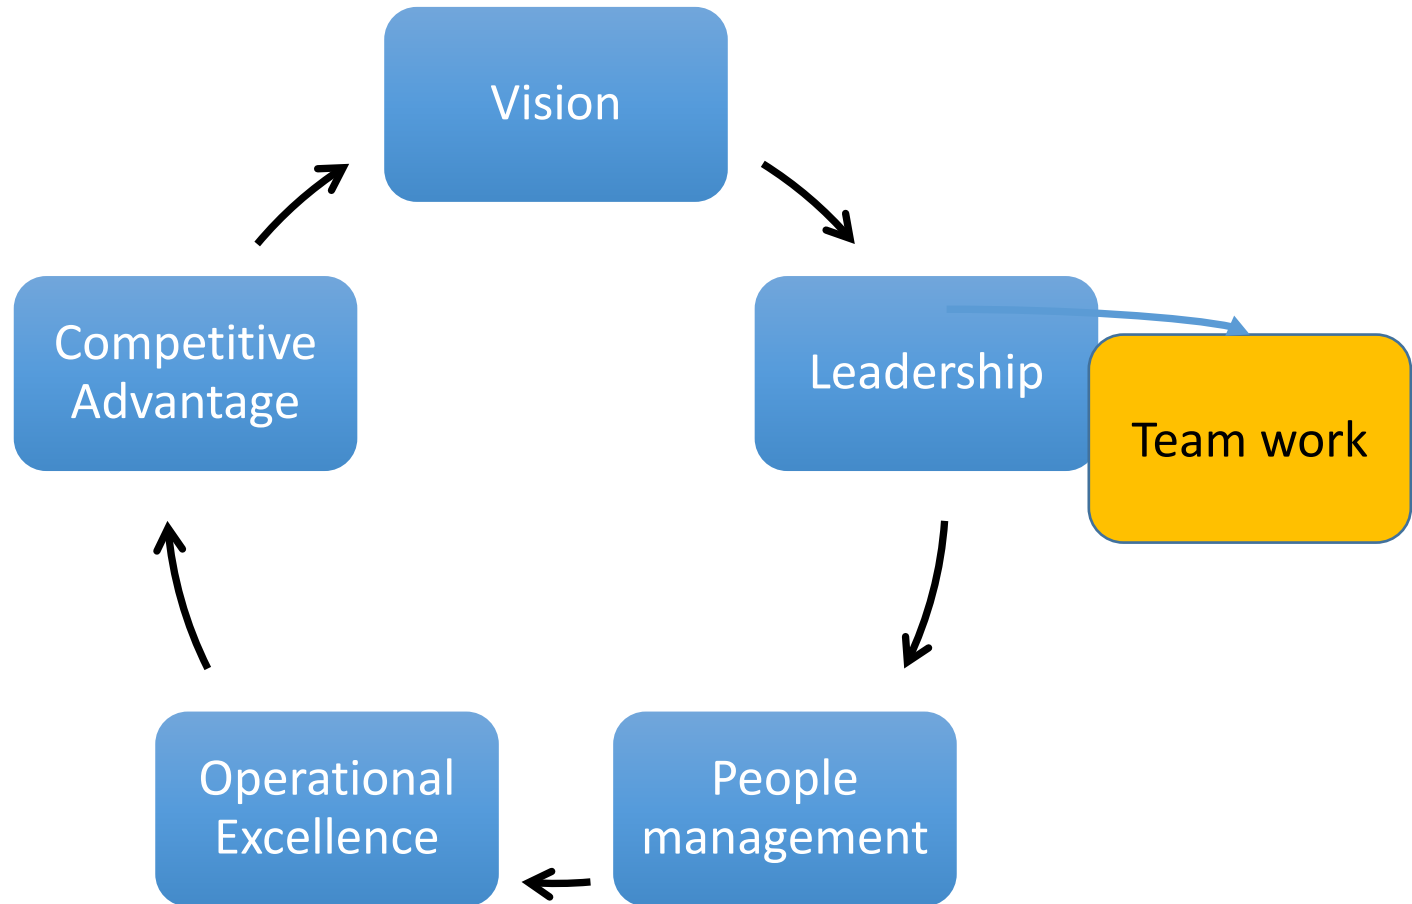 Vision
Leadership
Team work
People
management
Operational
Excellence
Competitive
Advantage